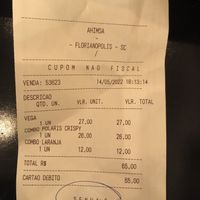 AHIMSA
-
- FLORIANOPOLIS - SC
/
CUPOM NAO FISCAL
VENDA: 53623 14/05/2022 18:13:14
DESCRICAO
QTD. UN. VLR. UNIT. VLR. TOTAL
VEGA
1 UN 27,00 27,00
COMBO POLARIS CRISPY
1 UN 26,00 26,00
COMBO LARANJA
1 UN 12,00 12,00
TOTAL R$ 65,00
CARTAO DEBITO 65,00